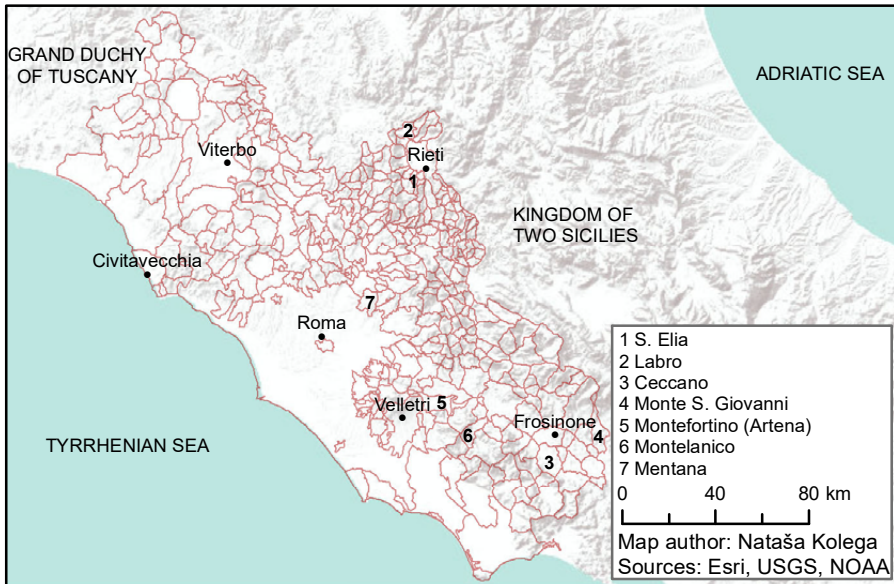 GRAND DUCHY
OF TUSCANY
ADRIATIC SEA
2
Viterbo
Rieti
1
KINGDOM OF
TWO SICILIES
Civitavecchia
7
Roma
1 S. Elia
2 Labro
3 Ceccano
4 Monte S. Giovanni
5 Montefortino (Artena)
6 Montelanico
7 Mentana
5
Velletri
Frosinone
6
4
3
TYRRHENIAN SEA
0 40 80 km
Map author: Nataša Kolega
Sources: Esri, USGS, NOAA